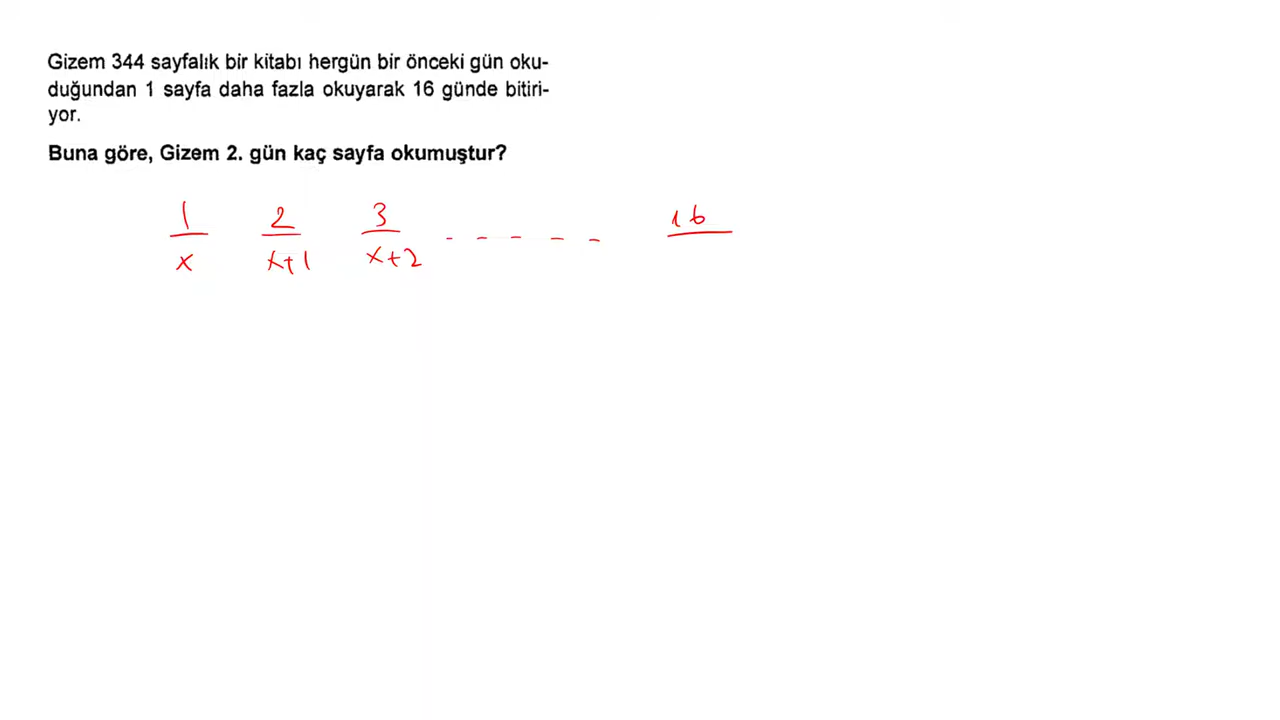 Gizem 344 sayfalık bir kitabı hergün bir önceki gün oku-
duğundan 1 sayfa daha fazla okuyarak 16 günde bitiri-
yor.
Buna göre, Gizem 2. gün kaç sayfa okumuştur?
1 2 3 - - - - - 16
x x+1 x+2